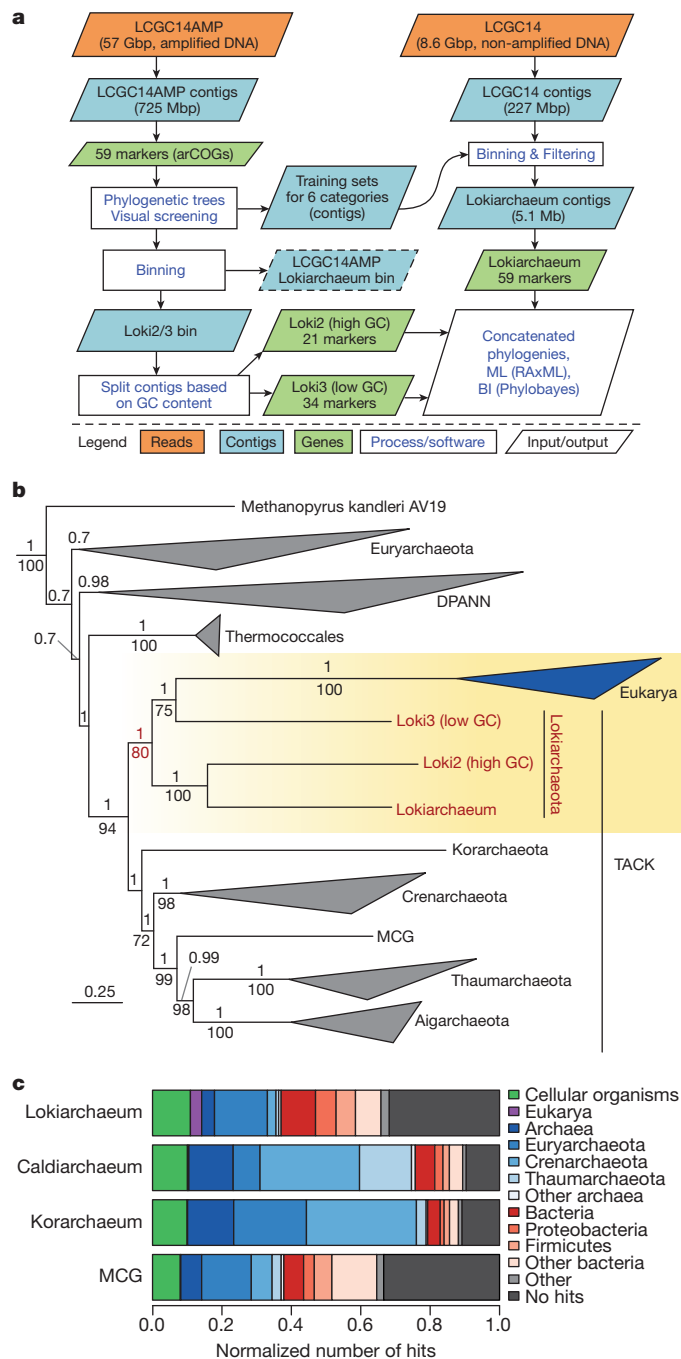 a
LCGC14AMP
(57 Gbp, amplified DNA)
LCGC14
(8.6 Gbp, non-amplified DNA)
LCGC14AMP contigs
(725 Mbp)
LCGC14 contigs
(227 Mbp)
59 markers (arCOGs)
Binning & Filtering
Phylogenetic trees
Visual screening
Training sets
for 6 categories
(contigs)
Lokiarchaeum contigs
(5.1 Mb)
Binning
LCGC14AMP
Lokiarchaeum bin
Lokiarchaeum
59 markers
Loki2/3 bin
Loki2 (high GC)
21 markers
Concatenated
phylogenies,
ML (RAxML),
BI (Phylobayes)
Split contigs based
on GC content
Loki3 (low GC)
34 markers
Legend
Reads
Contigs
Genes
Process/software
Input/output
b
Methanopyrus kandleri AV19
1
100
0.7
Euryarchaeota
0.7
0.98
DPANN
0.7
1
100
Thermococcales
1
1
100
Eukarya
1
75
Loki3 (low GC)
1
80
Loki2 (high GC)
1
100
Lokiarchaeum
Lokiarchaeota
1
94
Korarchaeota
TACK
1
1
98
Crenarchaeota
1
72
MCG
1
99
0.99
98
1
100
Thaumarchaeota
1
100
Aigarchaeota
0.25
c
Lokiarchaeum
Caldiarchaeum
Korarchaeum
MCG
0.0
0.2
0.4
0.6
0.8
1.0
Normalized number of hits
Cellular organisms
Eukarya
Archaea
Euryarchaeota
Crenarchaeota
Thaumarchaeota
Other archaea
Bacteria
Proteobacteria
Firmicutes
Other bacteria
Other
No hits